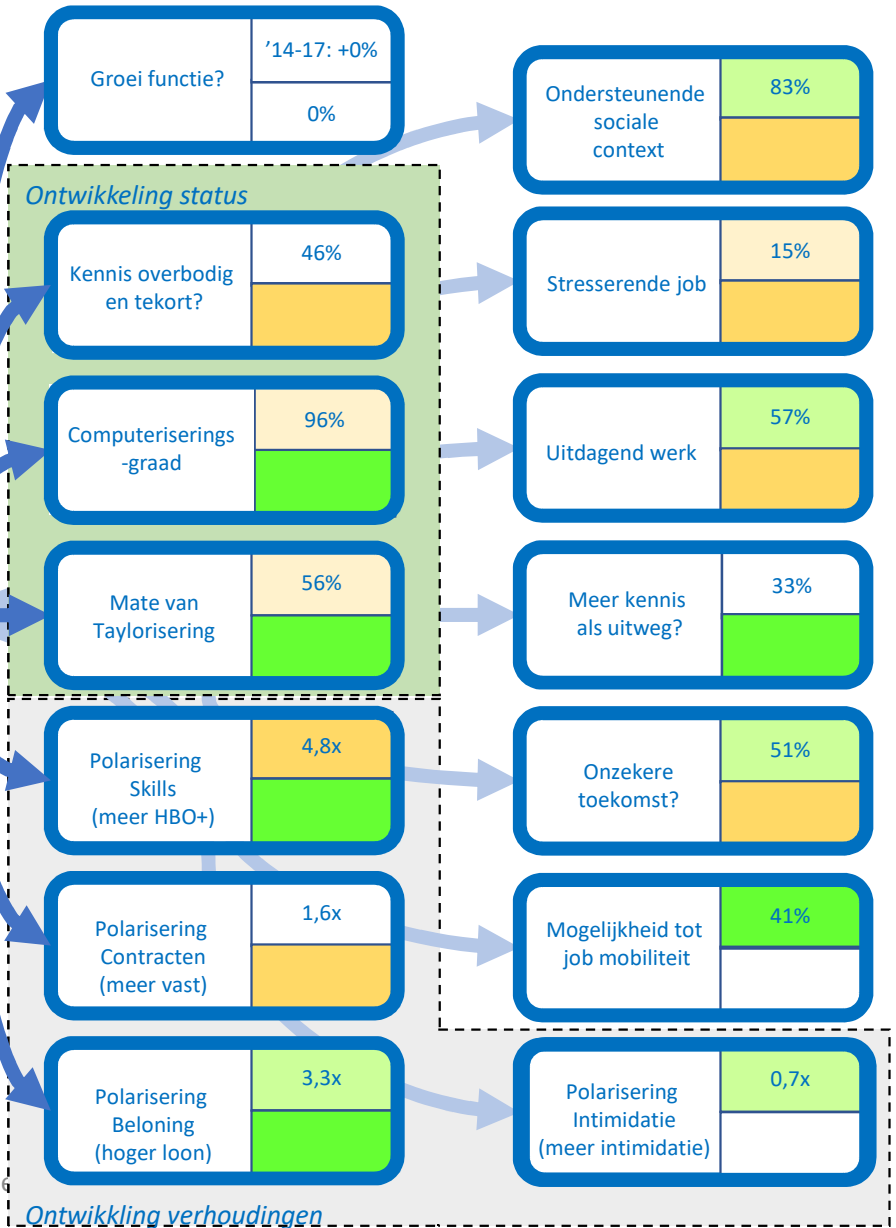 Groei functie?
’14-17: +0%
0%
Ondersteunende
sociale
context
83%
Ontwikkeling status
Kennis overbodig
en tekort?
46%
Stresserende job
15%
Computeriserings
-graad
96%
Uitdagend werk
57%
Mate van
Taylorisering
56%
Meer kennis
als uitweg?
33%
Polarisering
Skills
(meer HBO+)
4,8x
Onzekere
toekomst?
51%
Polarisering
Contracten
(meer vast)
1,6x
Mogelijkheid tot
job mobiliteit
41%
Polarisering
Beloning
(hoger loon)
3,3x
Polarisering
Intimidatie
(meer intimidatie)
0,7x
Ontwikkling verhoudingen